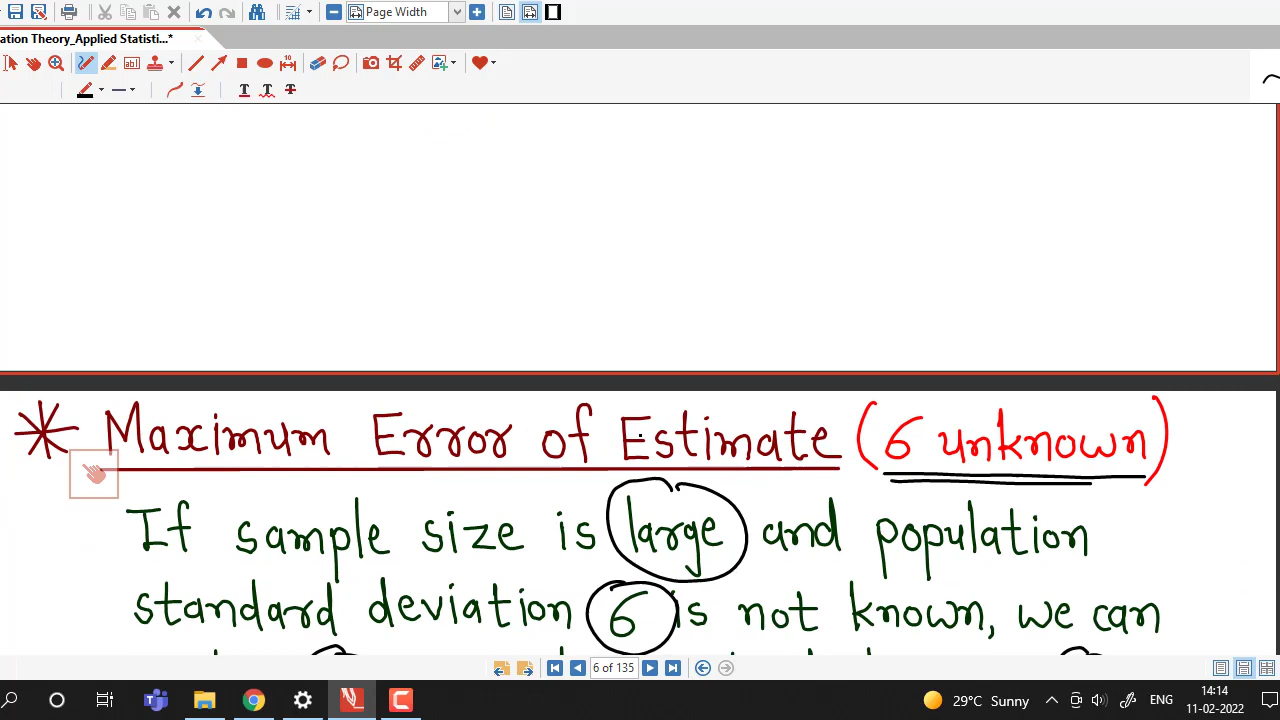 Page Width
ation Theory_Applied Statisti...*
* Maximum Error of Estimate (σ unknown)
If sample size is large and population
standard deviation σ is not known, we can
6 of 135
29°C Sunny
ENG
14:14
11-02-2022